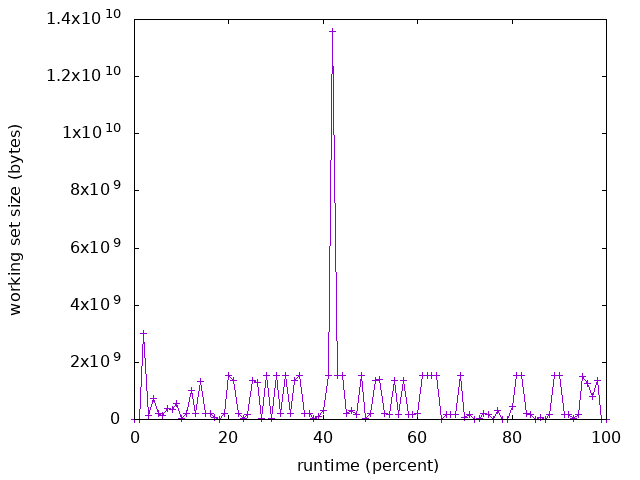 1.4x10 10
1.2x10 10
1x10 10
8x10 9
6x10 9
4x10 9
2x10 9
0
0 20 40 60 80 100
working set size (bytes)
runtime (percent)